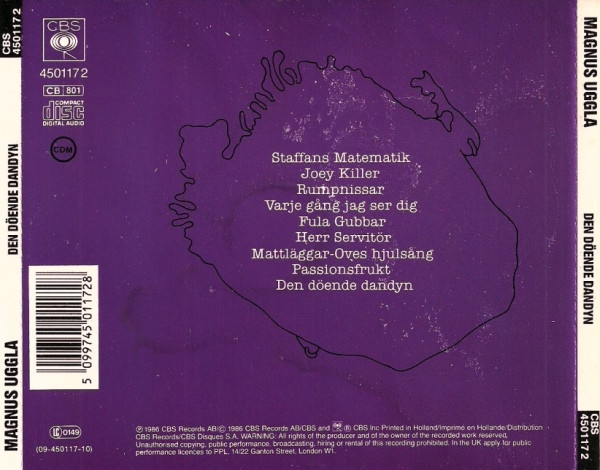 CBS
450117 2
DEN DÖENDE DANDYN
MAGNUS UGGLA
CBS
450117 2
CB 801
COMPACT
disc
DIGITAL AUDIO
CDM
Staffans Matematik
Joey Killer
Rumpnissar
Varje gång jag ser dig
Fula Gubbar
Herr Servitör
Mattläggar-Oves hjulsång
Passionsfrukt
Den döende dandyn
5 099745 011728
LC 0149
(09-450117-10)
℗ 1986 CBS Records AB/© 1986 CBS Records AB/CBS and ® CBS Inc Printed in Holland/Imprimé en Hollande/Distribution
CBS Records/CBS Disques S.A. WARNING: All rights of the producer and of the owner of the recorded work reserved.
Unauthorised copying, public performance, broadcasting, hiring or rental of this recording prohibited. In the UK apply for public
performance licences to PPL, 14/22 Ganton Street, London W1.
MAGNUS UGGLA
DEN DÖENDE DANDYN
CBS
450117 2